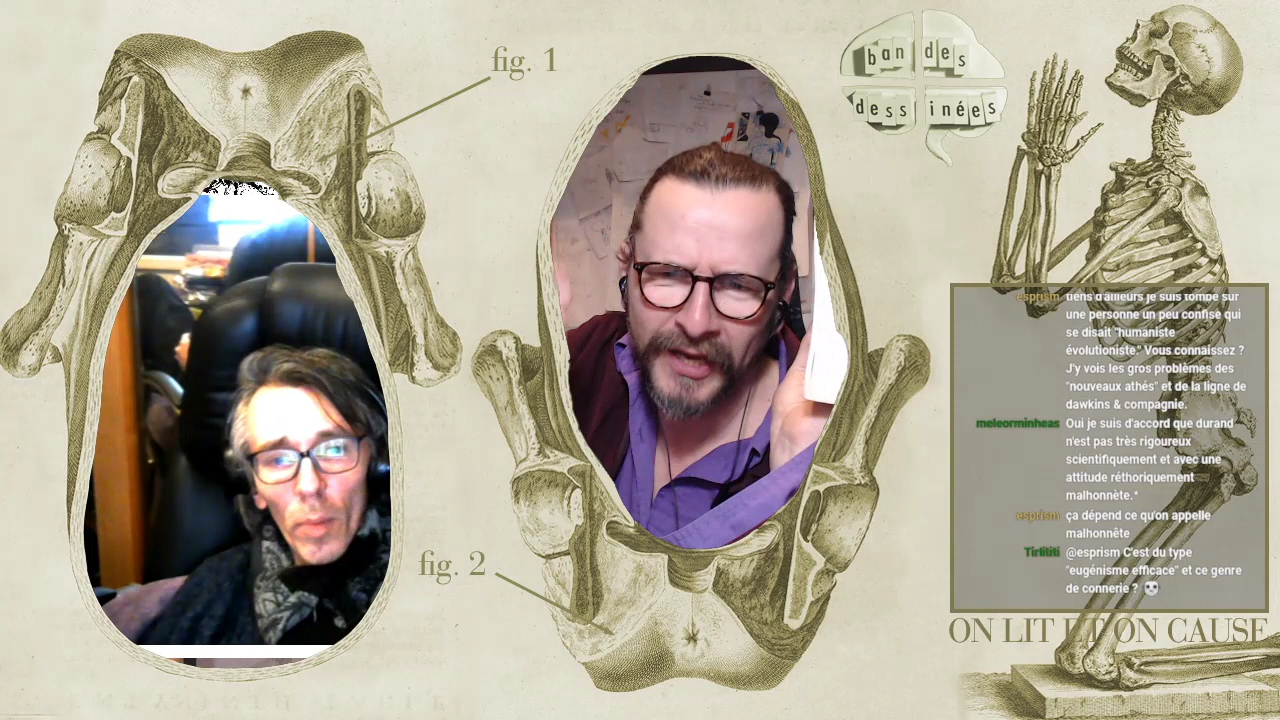 fig. 1
ban des
dess inées
esprism tiens d'ailleurs je suis tombé sur
une personne un peu confise qui
se disait "humaniste
évolutioniste." Vous connaissez ?
J'y vois les gros problèmes des
"nouveaux athés" et de la ligne de
dawkins & compagnie.
meleorminheas Oui je suis d'accord que durand
n'est pas très rigoureux
scientifiquement et avec une
attitude réthoriquement
malhonnète.*
esprism ça dépend ce qu'on appelle
malhonnête
Tirlititi @esprism C'est du type
"eugénisme efficace" et ce genre
de connerie ?
fig. 2
ON LIT ET ON CAUSE